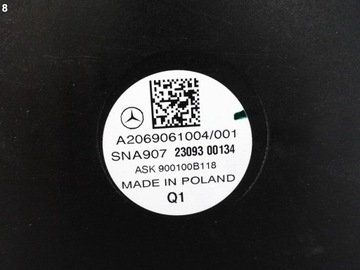 8
A2069061004/001
SNA907 23093 00134
ASK 900100B118
MADE IN POLAND
Q1